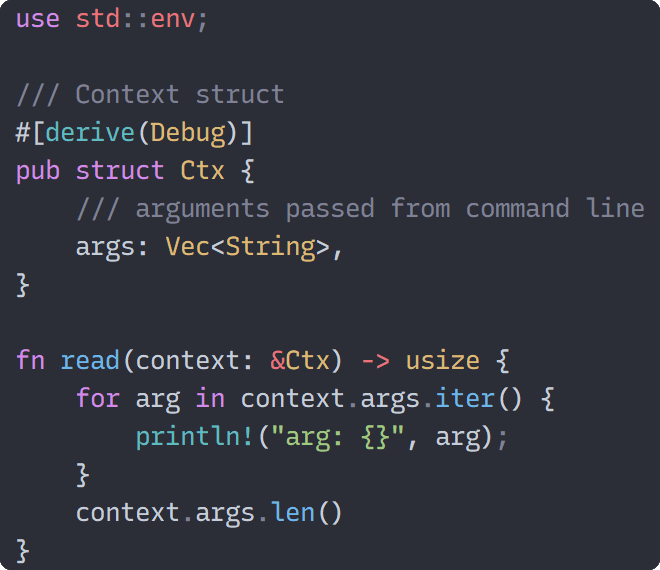 use std::env;

/// Context struct
#[derive(Debug)]
pub struct Ctx {
    /// arguments passed from command line
    args: Vec<String>,
}

fn read(context: &Ctx) -> usize {
    for arg in context.args.iter() {
        println!("arg: {}", arg);
    }
    context.args.len()
}